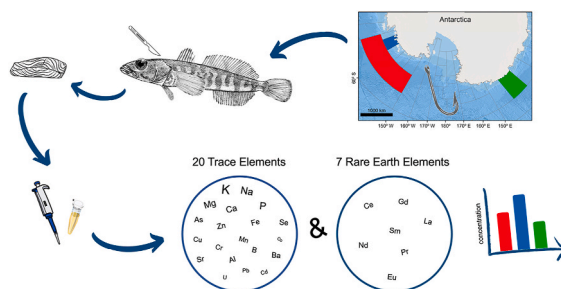 Antarctica
60° S
1000 km
150° W 160° W 170° W 180° 170° E 160° E 150° E
20 Trace Elements
7 Rare Earth Elements
K Na
Mg Ca P
As Zn Fe Se
Cu Cr Mn B
Sr Al Ba
U Pb Cd
&
Ce Gd
La
Sm
Nd Pr
Eu
concentration